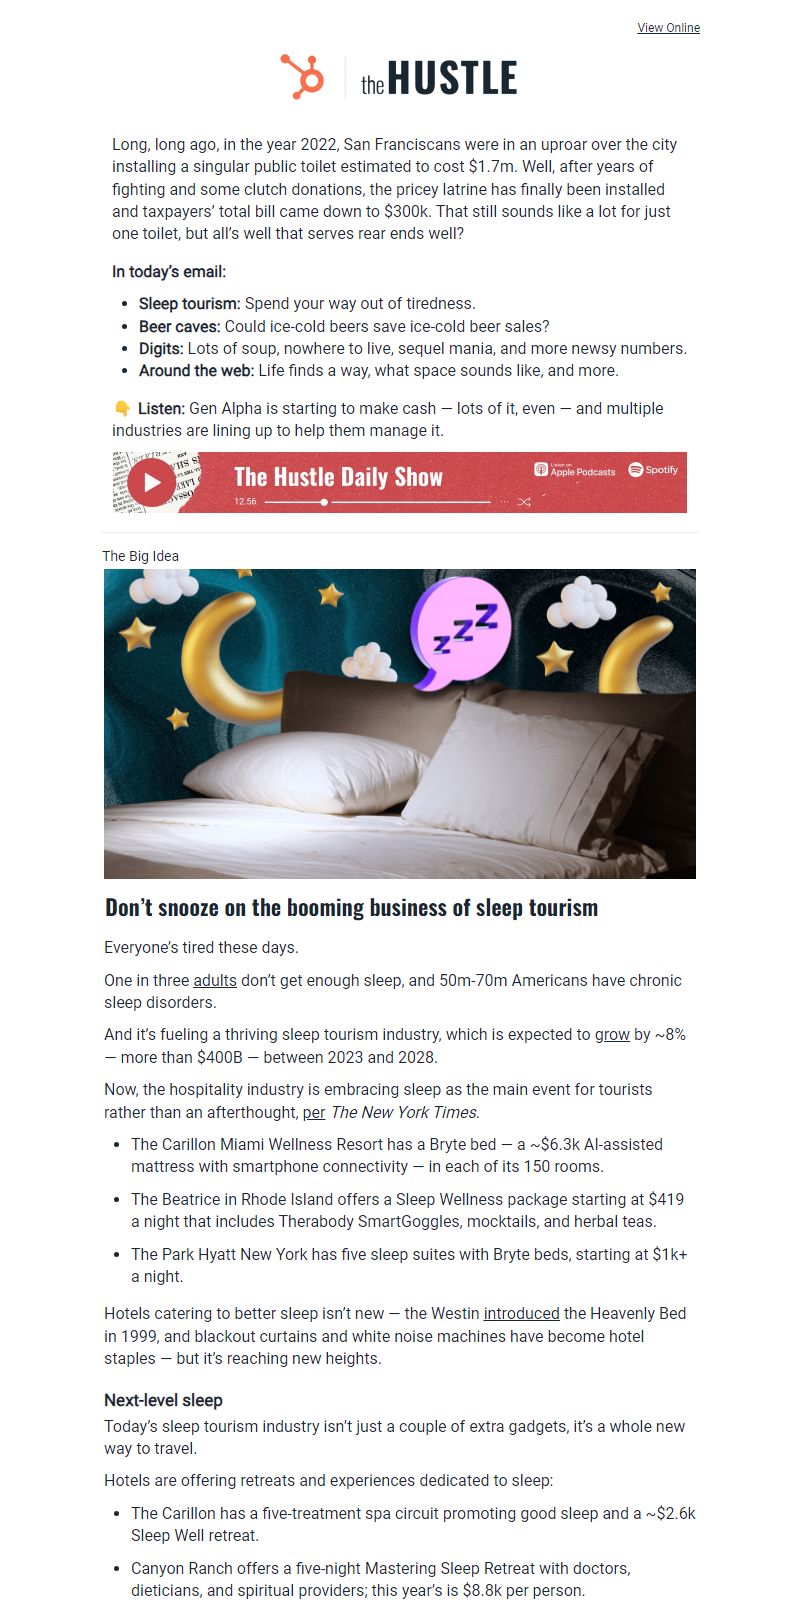 View Online
the HUSTLE
Long, long ago, in the year 2022, San Franciscans were in an uproar over the city
installing a singular public toilet estimated to cost $1.7m. Well, after years of
fighting and some clutch donations, the pricey latrine has finally been installed
and taxpayers’ total bill came down to $300k. That still sounds like a lot for just
one toilet, but all’s well that serves rear ends well?
In today’s email:
• Sleep tourism: Spend your way out of tiredness.
• Beer caves: Could ice-cold beers save ice-cold beer sales?
• Digits: Lots of soup, nowhere to live, sequel mania, and more newsy numbers.
• Around the web: Life finds a way, what space sounds like, and more.
👇 Listen: Gen Alpha is starting to make cash — lots of it, even — and multiple
industries are lining up to help them manage it.
The Hustle Daily Show
Listen on
Apple Podcasts
Spotify
12:56
The Big Idea
z z z
Don’t snooze on the booming business of sleep tourism
Everyone’s tired these days.
One in three adults don’t get enough sleep, and 50m-70m Americans have chronic
sleep disorders.
And it’s fueling a thriving sleep tourism industry, which is expected to grow by ~8%
— more than $400B — between 2023 and 2028.
Now, the hospitality industry is embracing sleep as the main event for tourists
rather than an afterthought, per The New York Times.
• The Carillon Miami Wellness Resort has a Bryte bed — a ~$6.3k AI-assisted
mattress with smartphone connectivity — in each of its 150 rooms.
• The Beatrice in Rhode Island offers a Sleep Wellness package starting at $419
a night that includes Therabody SmartGoggles, mocktails, and herbal teas.
• The Park Hyatt New York has five sleep suites with Bryte beds, starting at $1k+
a night.
Hotels catering to better sleep isn’t new — the Westin introduced the Heavenly Bed
in 1999, and blackout curtains and white noise machines have become hotel
staples — but it’s reaching new heights.
Next-level sleep
Today’s sleep tourism industry isn’t just a couple of extra gadgets, it’s a whole new
way to travel.
Hotels are offering retreats and experiences dedicated to sleep:
• The Carillon has a five-treatment spa circuit promoting good sleep and a ~$2.6k
Sleep Well retreat.
• Canyon Ranch offers a five-night Mastering Sleep Retreat with doctors,
dieticians, and spiritual providers; this year’s is $8.8k per person.